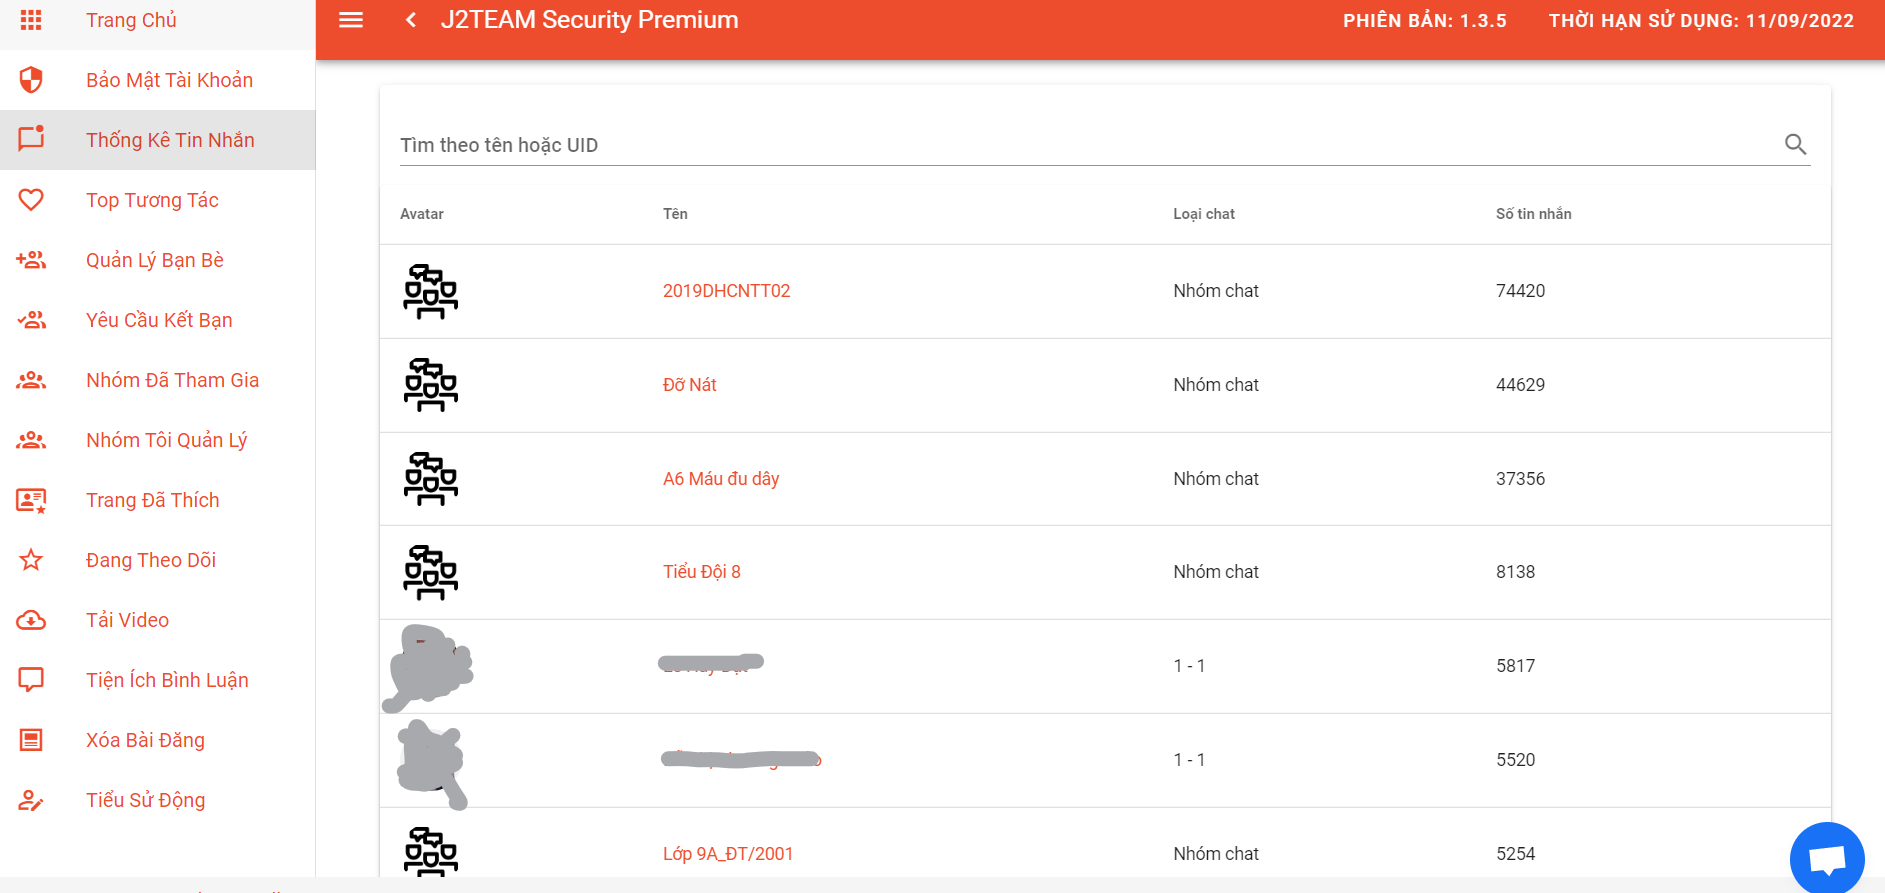 Trang Chủ
Bảo Mật Tài Khoản
Thống Kê Tin Nhắn
Top Tương Tác
Quản Lý Bạn Bè
Yêu Cầu Kết Bạn
Nhóm Đã Tham Gia
Nhóm Tôi Quản Lý
Trang Đã Thích
Đang Theo Dõi
Tải Video
Tiện Ích Bình Luận
Xóa Bài Đăng
Tiểu Sử Động
J2TEAM Security Premium PHIÊN BẢN: 1.3.5 THỜI HẠN SỬ DỤNG: 11/09/2022
Tìm theo tên hoặc UID
Avatar Tên Loại chat Số tin nhắn
2019DHCNTT02 Nhóm chat 74420
Đỡ Nát Nhóm chat 44629
A6 Máu đu dây Nhóm chat 37356
Tiểu Đội 8 Nhóm chat 8138
1 - 1 5817
1 - 1 5520
Lớp 9A_ĐT/2001 Nhóm chat 5254